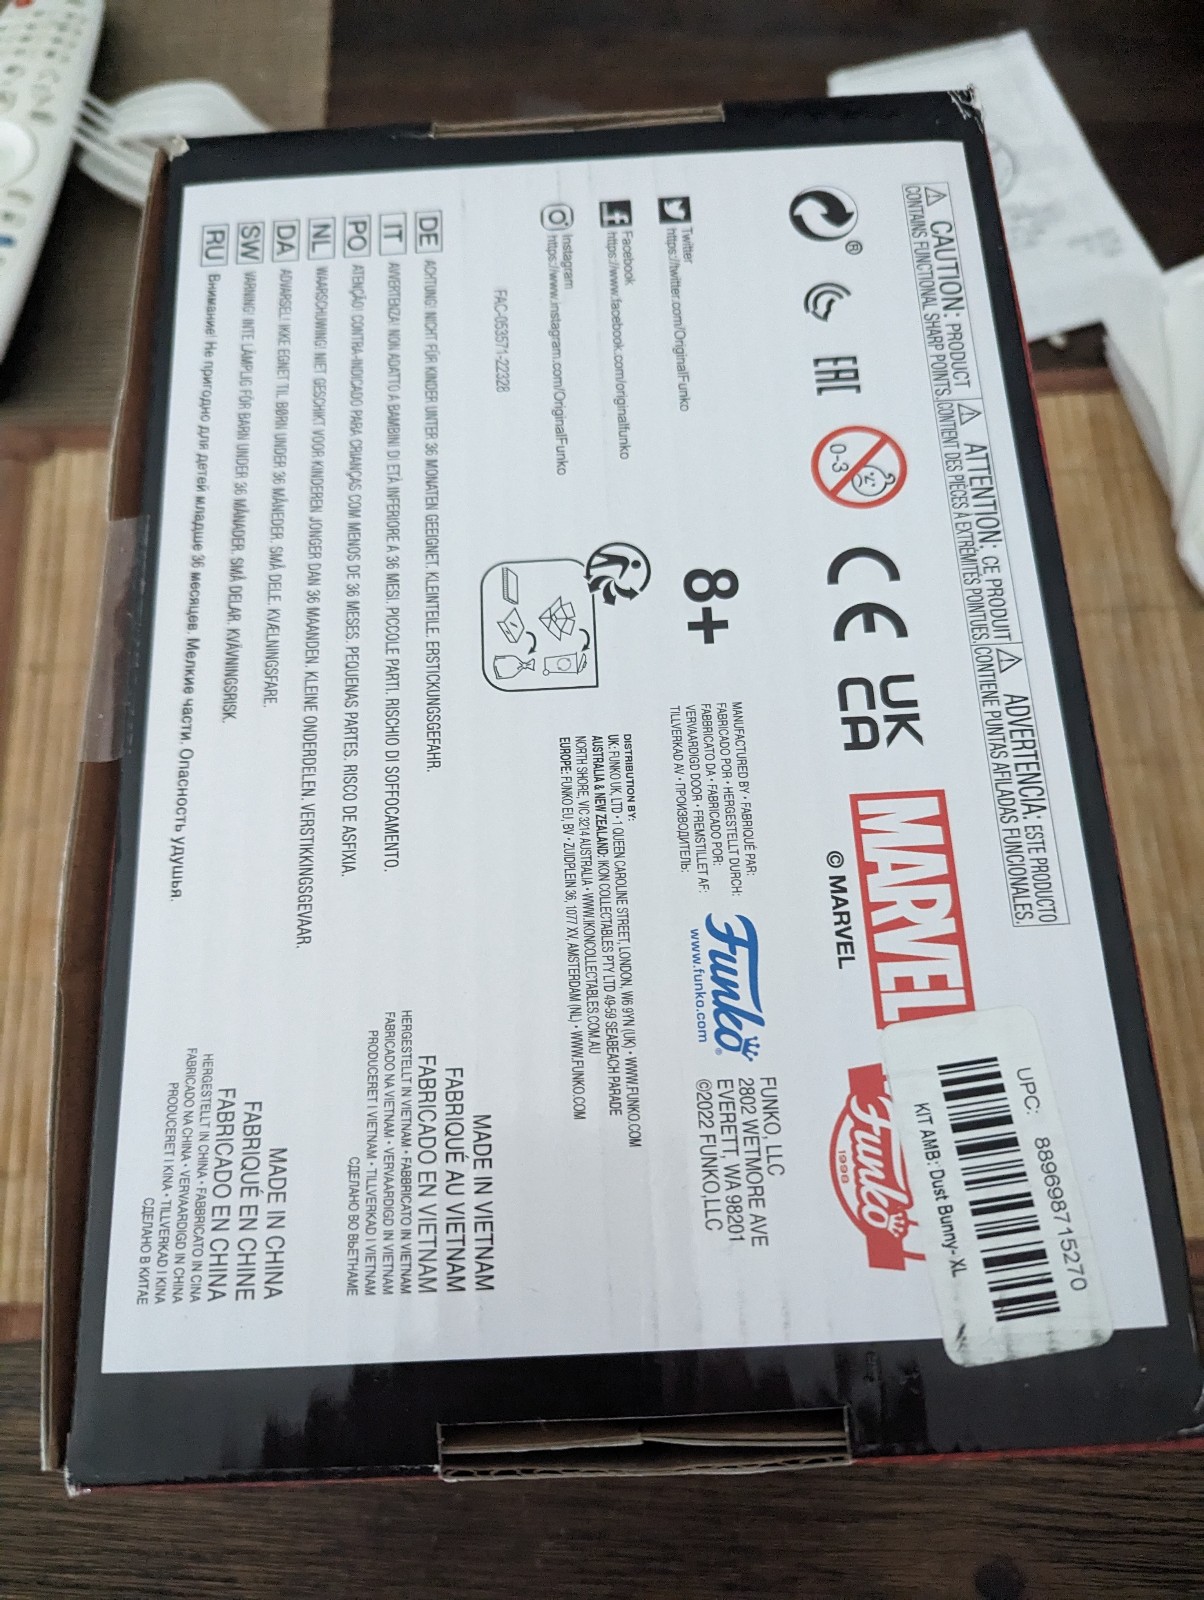 ⚠ CAUTION: PRODUCT
CONTAINS FUNCTIONAL SHARP POINTS.
⚠ ATTENTION: CE PRODUIT
CONTIENT DES PIÈCES À EXTRÉMITÉS POINTUES.
⚠ ADVERTENCIA: ESTE PRODUCTO
CONTIENE PUNTAS AFILADAS FUNCIONALES.
®
EAC
0-3
CE
UK
CA
MARVEL
© MARVEL
Funko
1998
UPC: 889698715270
KIT AMB: Dust Bunny- XL
Twitter
https://twitter.com/OriginalFunko
Facebook
https://www.facebook.com/originalfunko
Instagram
https://www.instagram.com/OriginalFunko
FAC-053571-22328
8+
MANUFACTURED BY • FABRIQUÉ PAR:
FABRICADO POR • HERGESTELLT DURCH:
FABBRICATO DA • FABRICADO POR:
VERVAARDIGD DOOR • FREMSTILLET AF:
TILLVERKAD AV • ПРОИЗВОДИТЕЛЬ:
Funko®
www.funko.com
FUNKO, LLC
2802 WETMORE AVE
EVERETT, WA 98201
©2022 FUNKO,LLC
DISTRIBUTION BY:
UK: FUNKO UK, LTD •1 QUEEN CAROLINE STREET, LONDON, W6 9YN (UK) • WWW.FUNKO.COM
AUSTRALIA & NEW ZEALAND: IKON COLLECTABLES PTY LTD 49-59 SEABEACH PARADE
NORTH SHORE, VIC 3214 AUSTRALIA • WWW.IKONCOLLECTABLES.COM.AU
EUROPE: FUNKO EU, BV • ZUIDPLEIN 36, 1077 XV, AMSTERDAM (NL) • WWW.FUNKO.COM
DE ACHTUNG! NICHT FÜR KINDER UNTER 36 MONATEN GEEIGNET. KLEINTEILE. ERSTICKUNGSGEFAHR.
IT AVVERTENZA! NON ADATTO A BAMBINI DI ETÀ INFERIORE A 36 MESI. PICCOLE PARTI. RISCHIO DI SOFFOCAMENTO.
PO ATENÇÃO! CONTRA-INDICADO PARA CRIANÇAS COM MENOS DE 36 MESES. PEQUENAS PARTES. RISCO DE ASFIXIA.
NL WAARSCHUWING! NIET GESCHIKT VOOR KINDEREN JONGER DAN 36 MAANDEN. KLEINE ONDERDELEN. VERSTIKKINGSGEVAAR.
DA ADVARSEL! IKKE EGNET TIL BØRN UNDER 36 MÅNEDER. SMÅ DELE. KVÆLNINGSFARE.
SW VARNING! INTE LÄMPLIG FÖR BARN UNDER 36 MÅNADER. SMÅ DELAR. KVÄVNINGSRISK.
RU Внимание! Не пригодно для детей младше 36 месяцев. Мелкие части. Опасность удушья.
MADE IN VIETNAM
FABRIQUÉ AU VIETNAM
FABRICADO EN VIETNAM
HERGESTELLT IN VIETNAM • FABBRICATO IN VIETNAM
FABRICADO NA VIETNAM • VERVAARDIGD IN VIETNAM
PRODUCERET I VIETNAM • TILLVERKAD I VIETNAM
СДЕЛАНО ВО ВЬЕТНАМЕ
MADE IN CHINA
FABRIQUÉ EN CHINE
FABRICADO EN CHINA
HERGESTELLT IN CHINA • FABBRICATO IN CINA
FABRICADO NA CHINA • VERVAARDIGD IN CHINA
PRODUCERET I KINA • TILLVERKAD I KINA
СДЕЛАНО В КИТАЕ